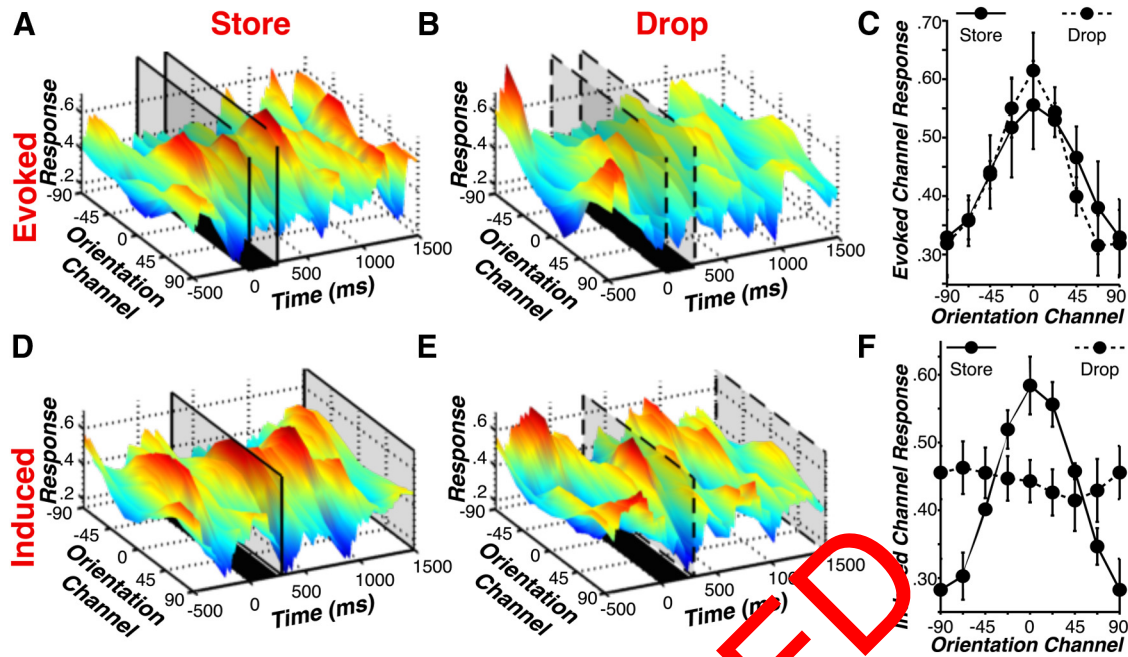 A Store B Drop C
Evoked
Response
.6
.4
.2
-90
-45
0
45
90
Orientation
Channel
-500 0 500 1000 1500
Time (ms)
Response
.6
.4
.2
-90
-45
0
45
90
Orientation
Channel
-500 0 500 1000 1500
Time (ms)
Store Drop
Evoked Channel Response
.70
.60
.50
.40
.30
-90 -45 0 45 90
Orientation Channel
D E F
Induced
Response
.6
.4
.2
-90
-45
0
45
90
Orientation
Channel
-500 0 500 1000 1500
Time (ms)
Response
.6
.4
.2
-90
-45
0
45
90
Orientation
Channel
-500 0 500 1000 1500
Time (ms)
Store Drop
Channel Response
.60
.50
.40
.30
-90 -45 0 45 90
Orientation Channel
D